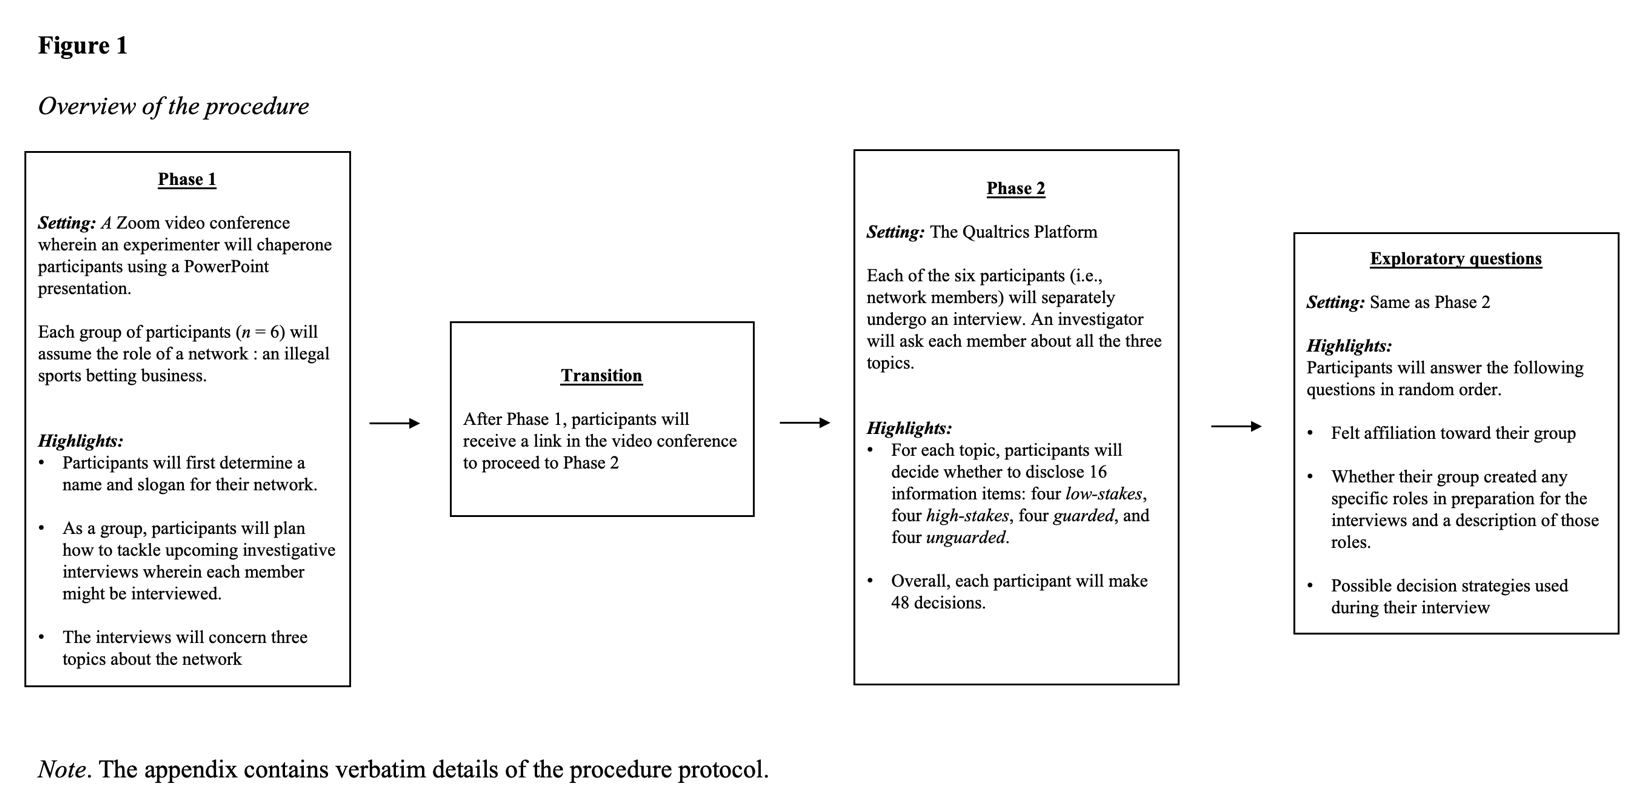 Figure 1
Overview of the procedure
Phase 1
Setting: A Zoom video conference
wherein an experimenter will chaperone
participants using a PowerPoint
presentation.
Each group of participants (n = 6) will
assume the role of a network : an illegal
sports betting business.
Highlights:
• Participants will first determine a
name and slogan for their network.
• As a group, participants will plan
how to tackle upcoming investigative
interviews wherein each member
might be interviewed.
• The interviews will concern three
topics about the network
Transition
After Phase 1, participants will
receive a link in the video conference
to proceed to Phase 2
Phase 2
Setting: The Qualtrics Platform
Each of the six participants (i.e.,
network members) will separately
undergo an interview. An investigator
will ask each member about all the three
topics.
Highlights:
• For each topic, participants will
decide whether to disclose 16
information items: four low-stakes,
four high-stakes, four guarded, and
four unguarded.
• Overall, each participant will make
48 decisions.
Exploratory questions
Setting: Same as Phase 2
Highlights:
Participants will answer the following
questions in random order.
• Felt affiliation toward their group
• Whether their group created any
specific roles in preparation for the
interviews and a description of those
roles.
• Possible decision strategies used
during their interview
Note. The appendix contains verbatim details of the procedure protocol.